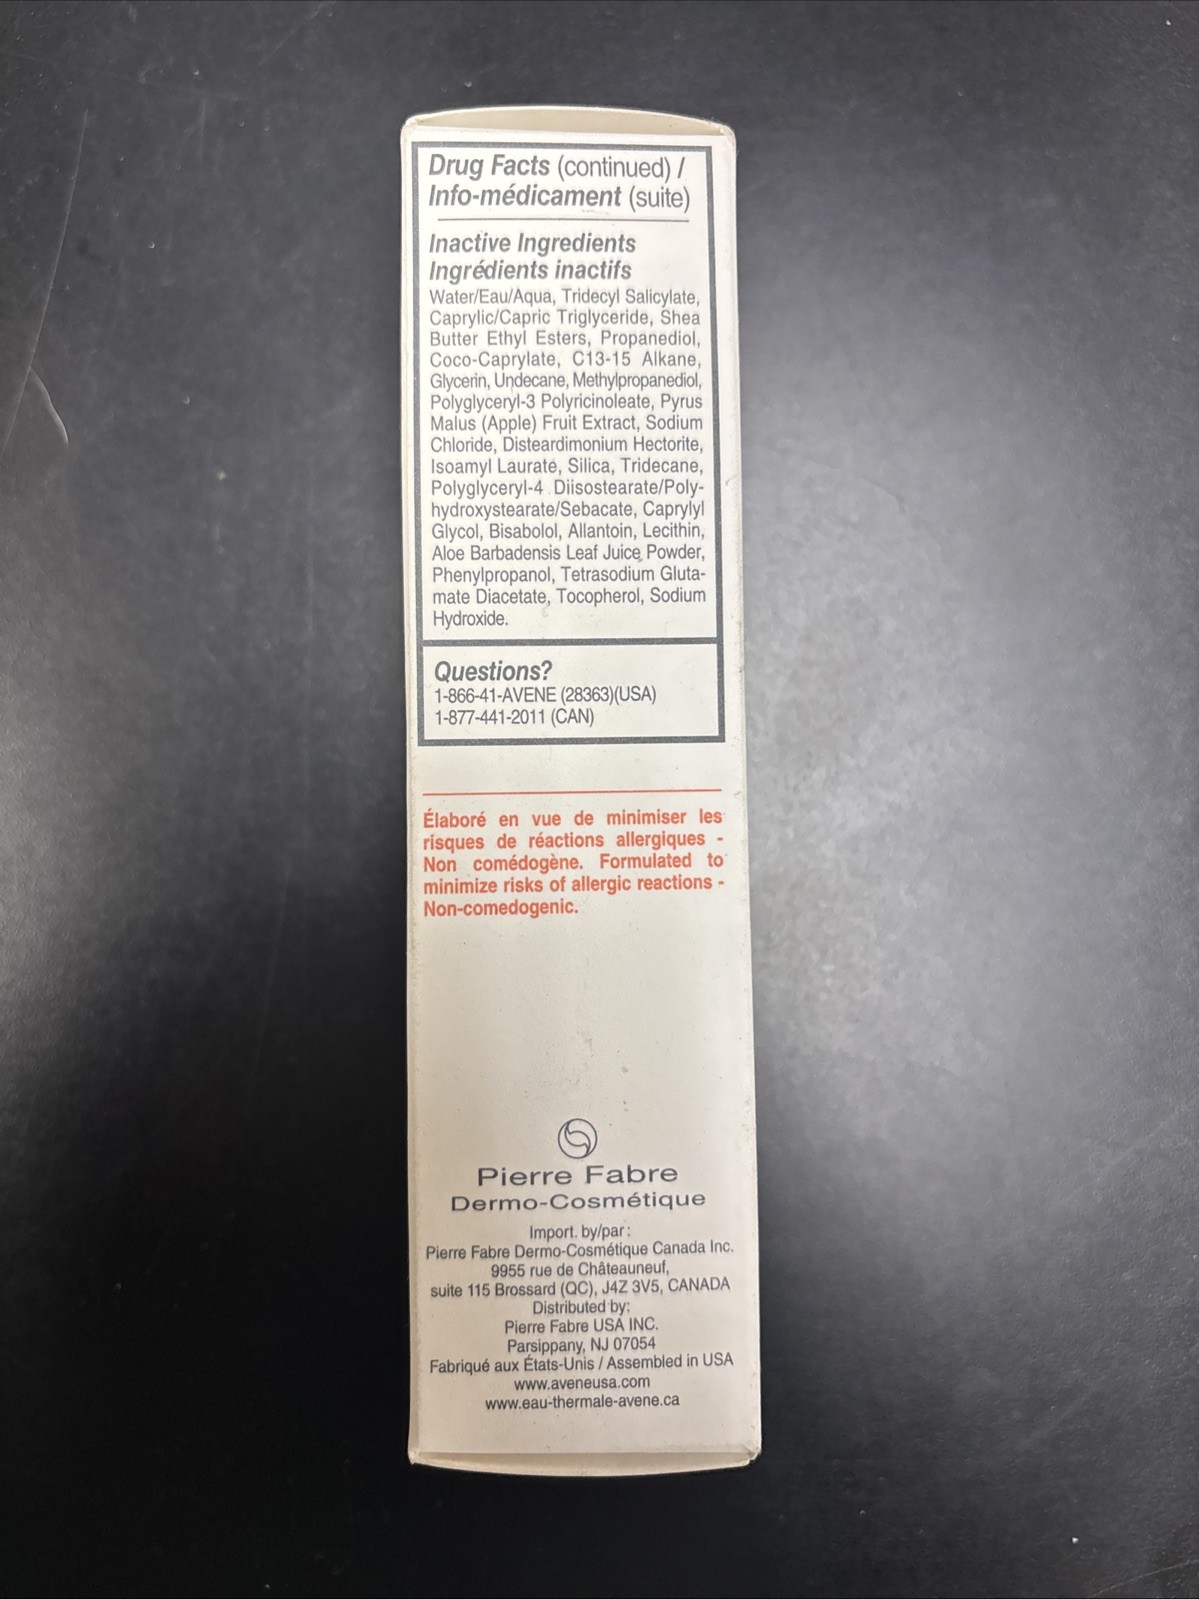 Drug Facts (continued) /
Info-médicament (suite)
Inactive Ingredients
Ingrédients inactifs
Water/Eau/Aqua, Tridecyl Salicylate,
Caprylic/Capric Triglyceride, Shea
Butter Ethyl Esters, Propanediol,
Coco-Caprylate, C13-15 Alkane,
Glycerin, Undecane, Methylpropanediol,
Polyglyceryl-3 Polyricinoleate, Pyrus
Malus (Apple) Fruit Extract, Sodium
Chloride, Disteardimonium Hectorite,
Isoamyl Laurate, Silica, Tridecane,
Polyglyceryl-4 Diisostearate/Poly-
hydroxystearate/Sebacate, Caprylyl
Glycol, Bisabolol, Allantoin, Lecithin,
Aloe Barbadensis Leaf Juice Powder,
Phenylpropanol, Tetrasodium Gluta-
mate Diacetate, Tocopherol, Sodium
Hydroxide.
Questions?
1-866-41-AVENE (28363)(USA)
1-877-441-2011 (CAN)
Élaboré en vue de minimiser les
risques de réactions allergiques -
Non comédogène. Formulated to
minimize risks of allergic reactions -
Non-comedogenic.
Pierre Fabre
Dermo-Cosmétique
Import. by/par :
Pierre Fabre Dermo-Cosmétique Canada Inc.
9955 rue de Châteauneuf,
suite 115 Brossard (QC), J4Z 3V5, CANADA
Distributed by:
Pierre Fabre USA INC.
Parsippany, NJ 07054
Fabriqué aux États-Unis / Assembled in USA
www.aveneusa.com
www.eau-thermale-avene.ca